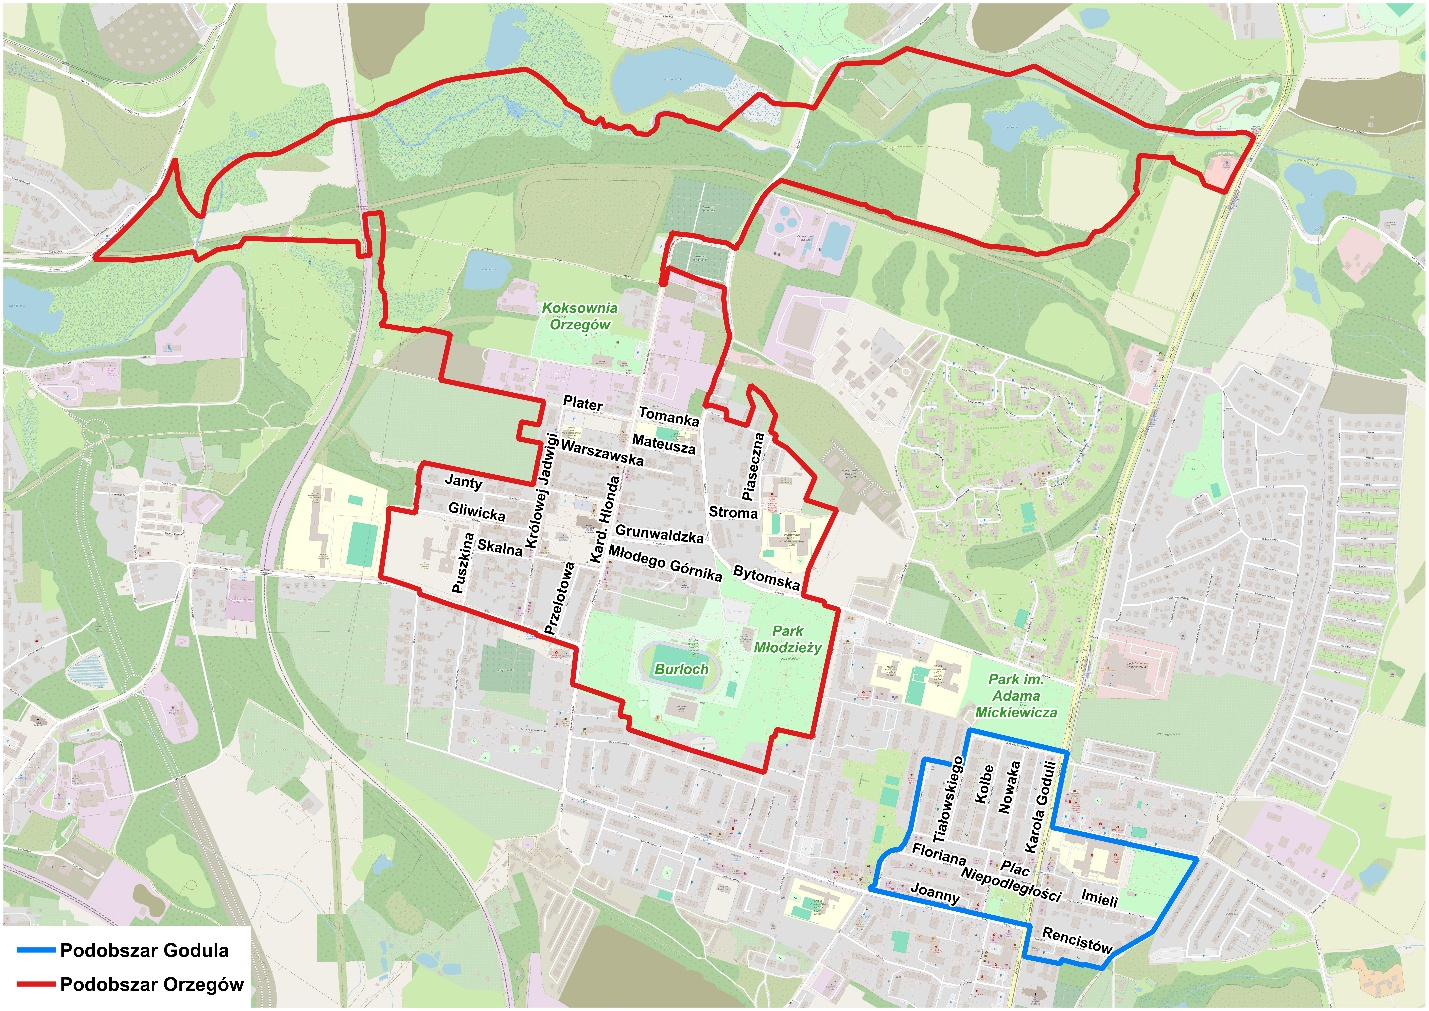 Koksownia
Orzegów
Plater
Tomanka
Mateusza
Warszawska
Królowej Jadwigi
Piaseczna
Janty
Gliwicka
Kard. Hlonda
Stroma
Puszkina
Skalna
Grunwaldzka
Młodego Górnika
Bytomska
Przelotowa
Park
Młodzieży
Burloch
Park im.
Adama
Mickiewicza
Tiałowskiego
Kolbe
Nowaka
Karola Goduli
Floriana
Plac
Niepodległości
Joanny
Imieli
Rencistów
Podobszar Godula
Podobszar Orzegów